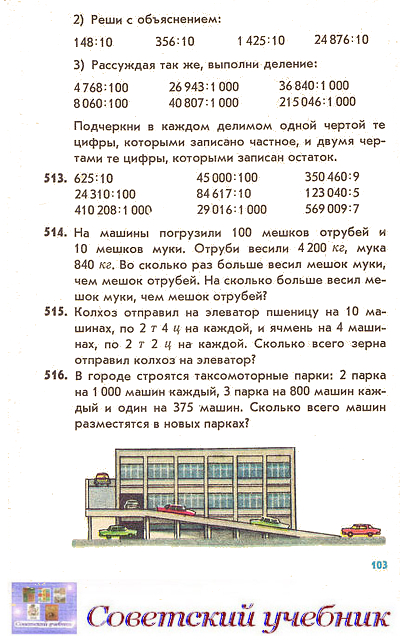 2) Реши с объяснением:
148:10 356:10 1 425:10 24 876:10
3) Рассуждая так же, выполни деление:
4 768:100 26 943:1 000 36 840:1 000
8 060:100 40 807:1 000 215 046:1 000
Подчеркни в каждом делимом одной чертой те
цифры, которыми записано частное, и двумя чер-
тами те цифры, которыми записан остаток.
513. 625:10 45 000:100 350 460:9
24 310:100 84 617:10 123 040:5
410 208:1 000 29 016:1 000 569 009:7
514. На машины погрузили 100 мешков отрубей и
10 мешков муки. Отруби весили 4 200 кг, мука
840 кг. Во сколько раз больше весил мешок муки,
чем мешок отрубей. На сколько больше весил ме-
шок муки, чем мешок отрубей?
515. Колхоз отправил на элеватор пшеницу на 10 ма-
шинах, по 2 т 4 ц на каждой, и ячмень на 4 маши-
нах, по 2 т 2 ц на каждой. Сколько всего зерна
отправил колхоз на элеватор?
516. В городе строятся таксомоторные парки: 2 парка
на 1 000 машин каждый, 3 парка на 800 машин каж-
дый и один на 375 машин. Сколько всего машин
разместятся в новых парках?
103
Советский учебник
Советский учебник